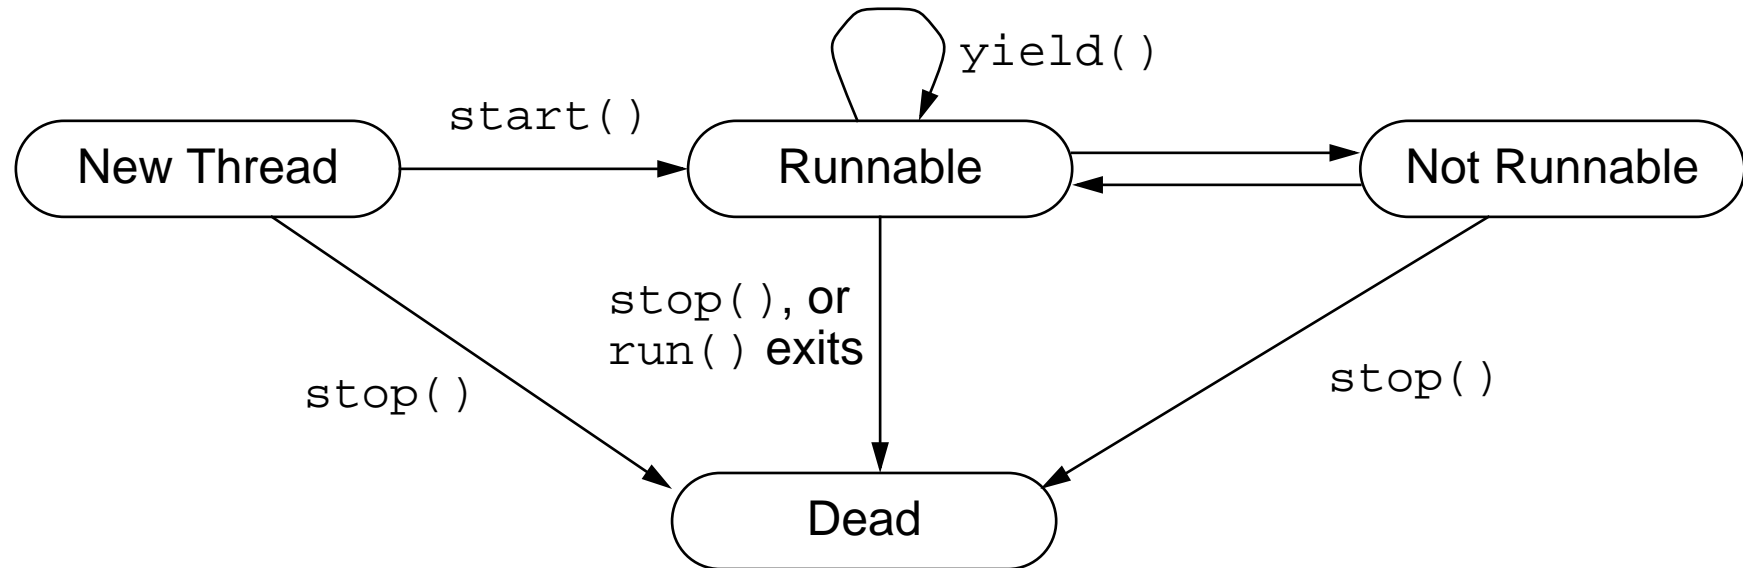 yield()
start()
New Thread
Runnable
Not Runnable
stop(), or
run() exits
stop()
stop()
Dead